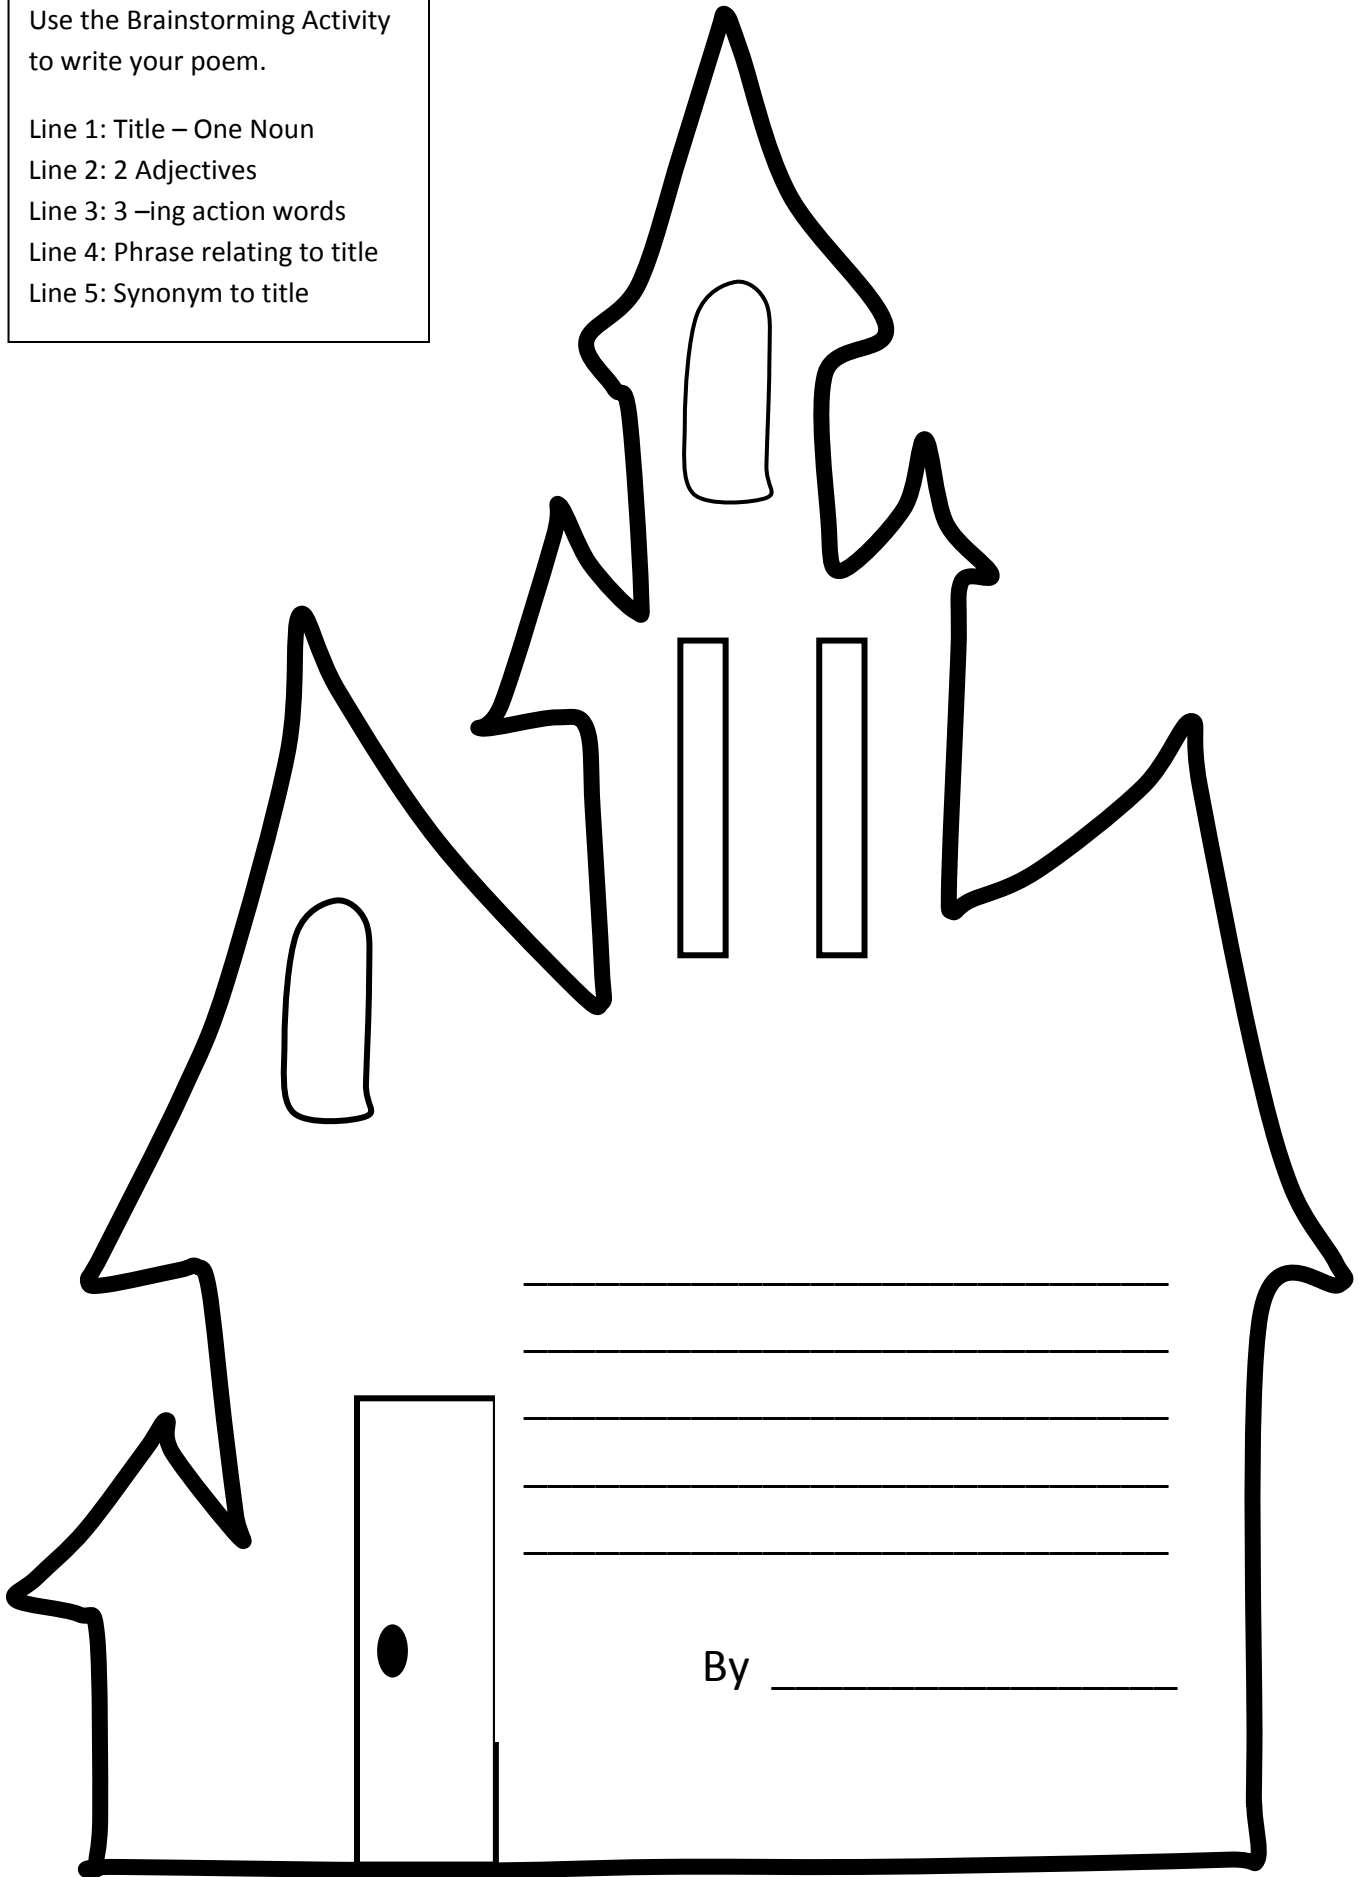 Use the Brainstorming Activity
to write your poem.
Line 1: Title – One Noun
Line 2: 2 Adjectives
Line 3: 3 –ing action words
Line 4: Phrase relating to title
Line 5: Synonym to title
By _________________